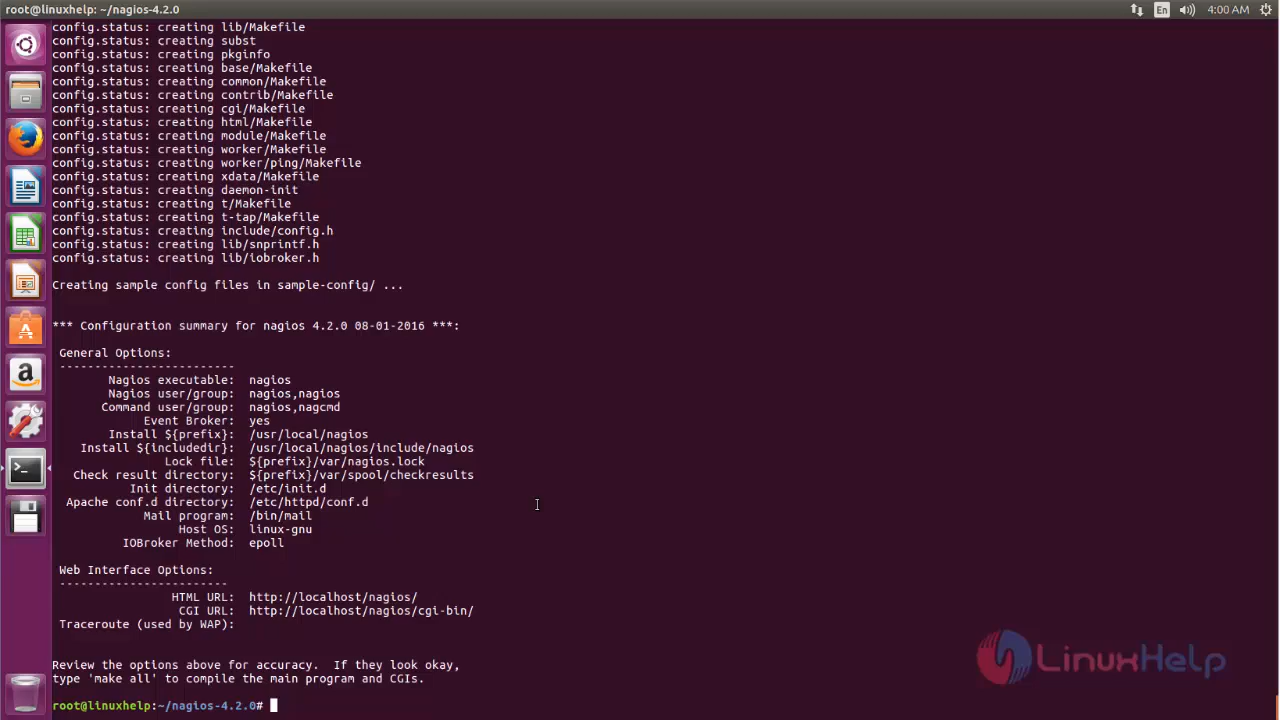 root@linuxhelp: ~/nagios-4.2.0
En
4:00 AM
config.status: creating lib/Makefile
config.status: creating subst
config.status: creating pkginfo
config.status: creating base/Makefile
config.status: creating common/Makefile
config.status: creating contrib/Makefile
config.status: creating cgi/Makefile
config.status: creating html/Makefile
config.status: creating module/Makefile
config.status: creating worker/Makefile
config.status: creating worker/ping/Makefile
config.status: creating xdata/Makefile
config.status: creating daemon-init
config.status: creating t/Makefile
config.status: creating t-tap/Makefile
config.status: creating include/config.h
config.status: creating lib/snprintf.h
config.status: creating lib/iobroker.h
Creating sample config files in sample-config/ ...
*** Configuration summary for nagios 4.2.0 08-01-2016 ***:
General Options:
-------------------------
Nagios executable:  nagios
Nagios user/group:  nagios,nagios
Command user/group:  nagios,nagcmd
Event Broker:  yes
Install ${prefix}:  /usr/local/nagios
Install ${includedir}:  /usr/local/nagios/include/nagios
Lock file:  ${prefix}/var/nagios.lock
Check result directory:  ${prefix}/var/spool/checkresults
Init directory:  /etc/init.d
Apache conf.d directory:  /etc/httpd/conf.d
Mail program:  /bin/mail
Host OS:  linux-gnu
IOBroker Method:  epoll
Web Interface Options:
------------------------
HTML URL:  http://localhost/nagios/
CGI URL:  http://localhost/nagios/cgi-bin/
Traceroute (used by WAP):
Review the options above for accuracy.  If they look okay,
type 'make all' to compile the main program and CGIs.
root@linuxhelp:~/nagios-4.2.0#
LinuxHelp